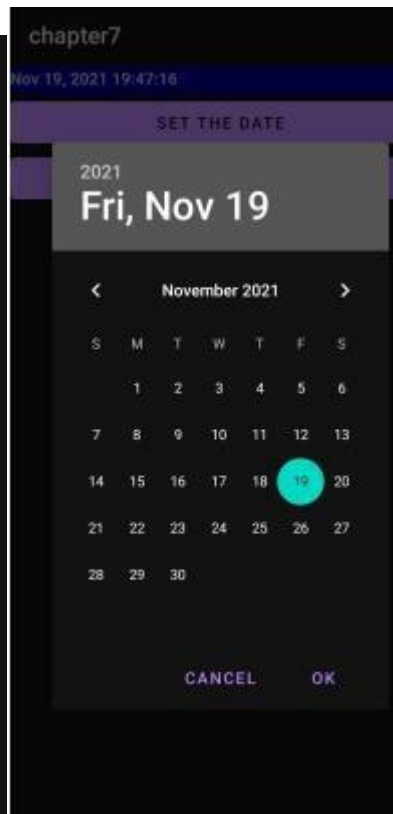 chapter7
Nov 19, 2021 19:47:16
SET THE DATE
2021
Fri, Nov 19
November 2021
S M T W T F S
1 2 3 4 5 6
7 8 9 10 11 12 13
14 15 16 17 18 19 20
21 22 23 24 25 26 27
28 29 30
CANCEL OK